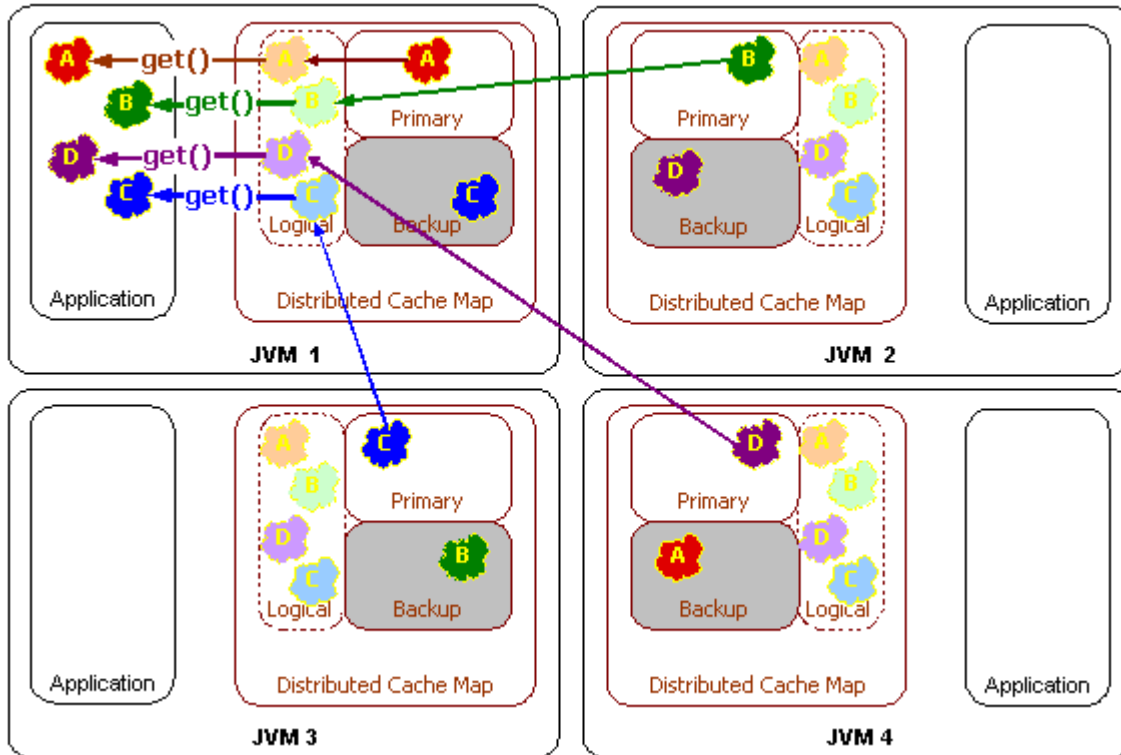 A get() A A
B get() B
Primary
D get() D
C get() C C
Logical Backup
Application Distributed Cache Map
JVM 1
B A
B
Primary
D D
C
Backup Logical
Distributed Cache Map Application
JVM 2
A C
B
Primary
D B
C
Logical Backup
Application Distributed Cache Map
JVM 3
D A
B
Primary
A D
C
Backup Logical
Distributed Cache Map Application
JVM 4